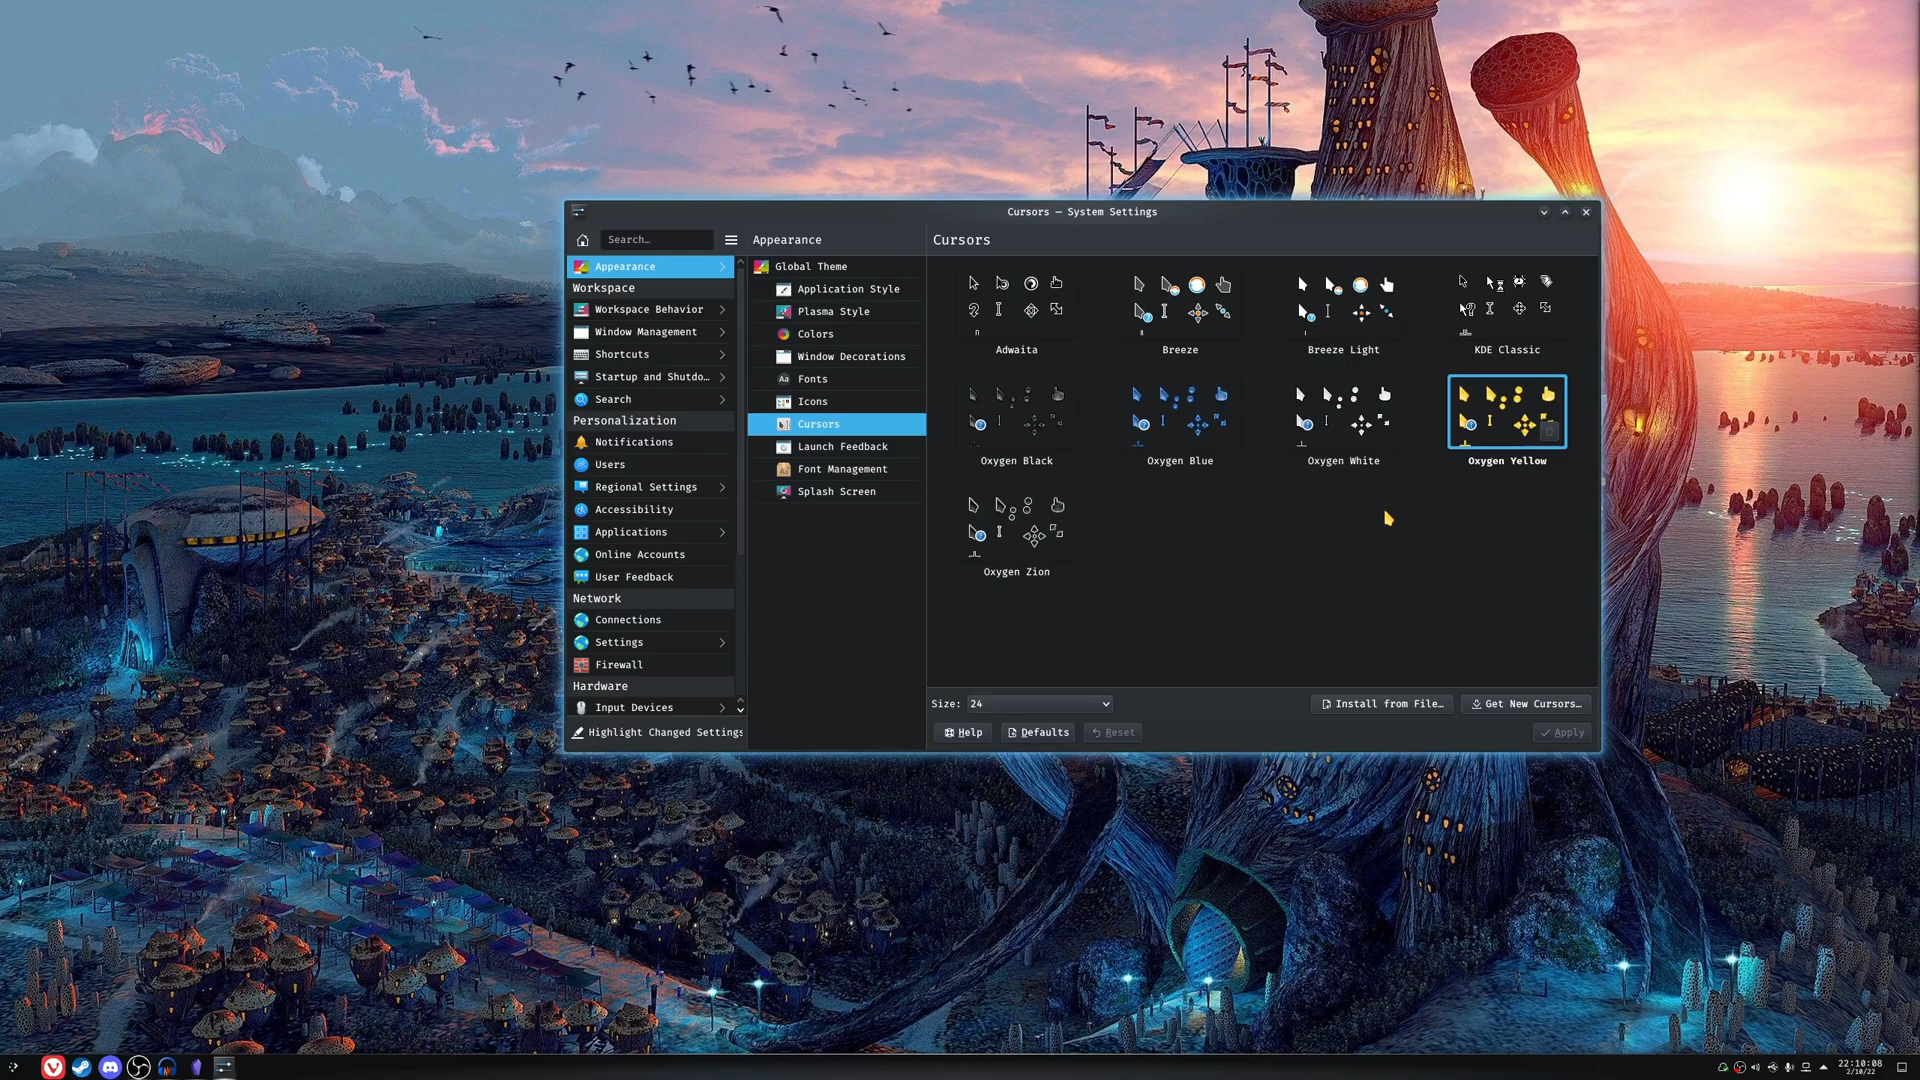 Cursors — System Settings
Search...
Appearance
Workspace
Workspace Behavior
Window Management
Shortcuts
Startup and Shutdo…
Search
Personalization
Notifications
Users
Regional Settings
Accessibility
Applications
Online Accounts
User Feedback
Network
Connections
Settings
Firewall
Hardware
Input Devices
Highlight Changed Settings
Appearance
Global Theme
Application Style
Plasma Style
Colors
Window Decorations
Aa Fonts
Icons
Cursors
Launch Feedback
Font Management
Splash Screen
Cursors
Adwaita
Breeze
Breeze Light
KDE Classic
Oxygen Black
Oxygen Blue
Oxygen White
Oxygen Yellow
Oxygen Zion
Size: 24
Install from File…
Get New Cursors…
Help
Defaults
Reset
Apply
22:10:08
2/10/22